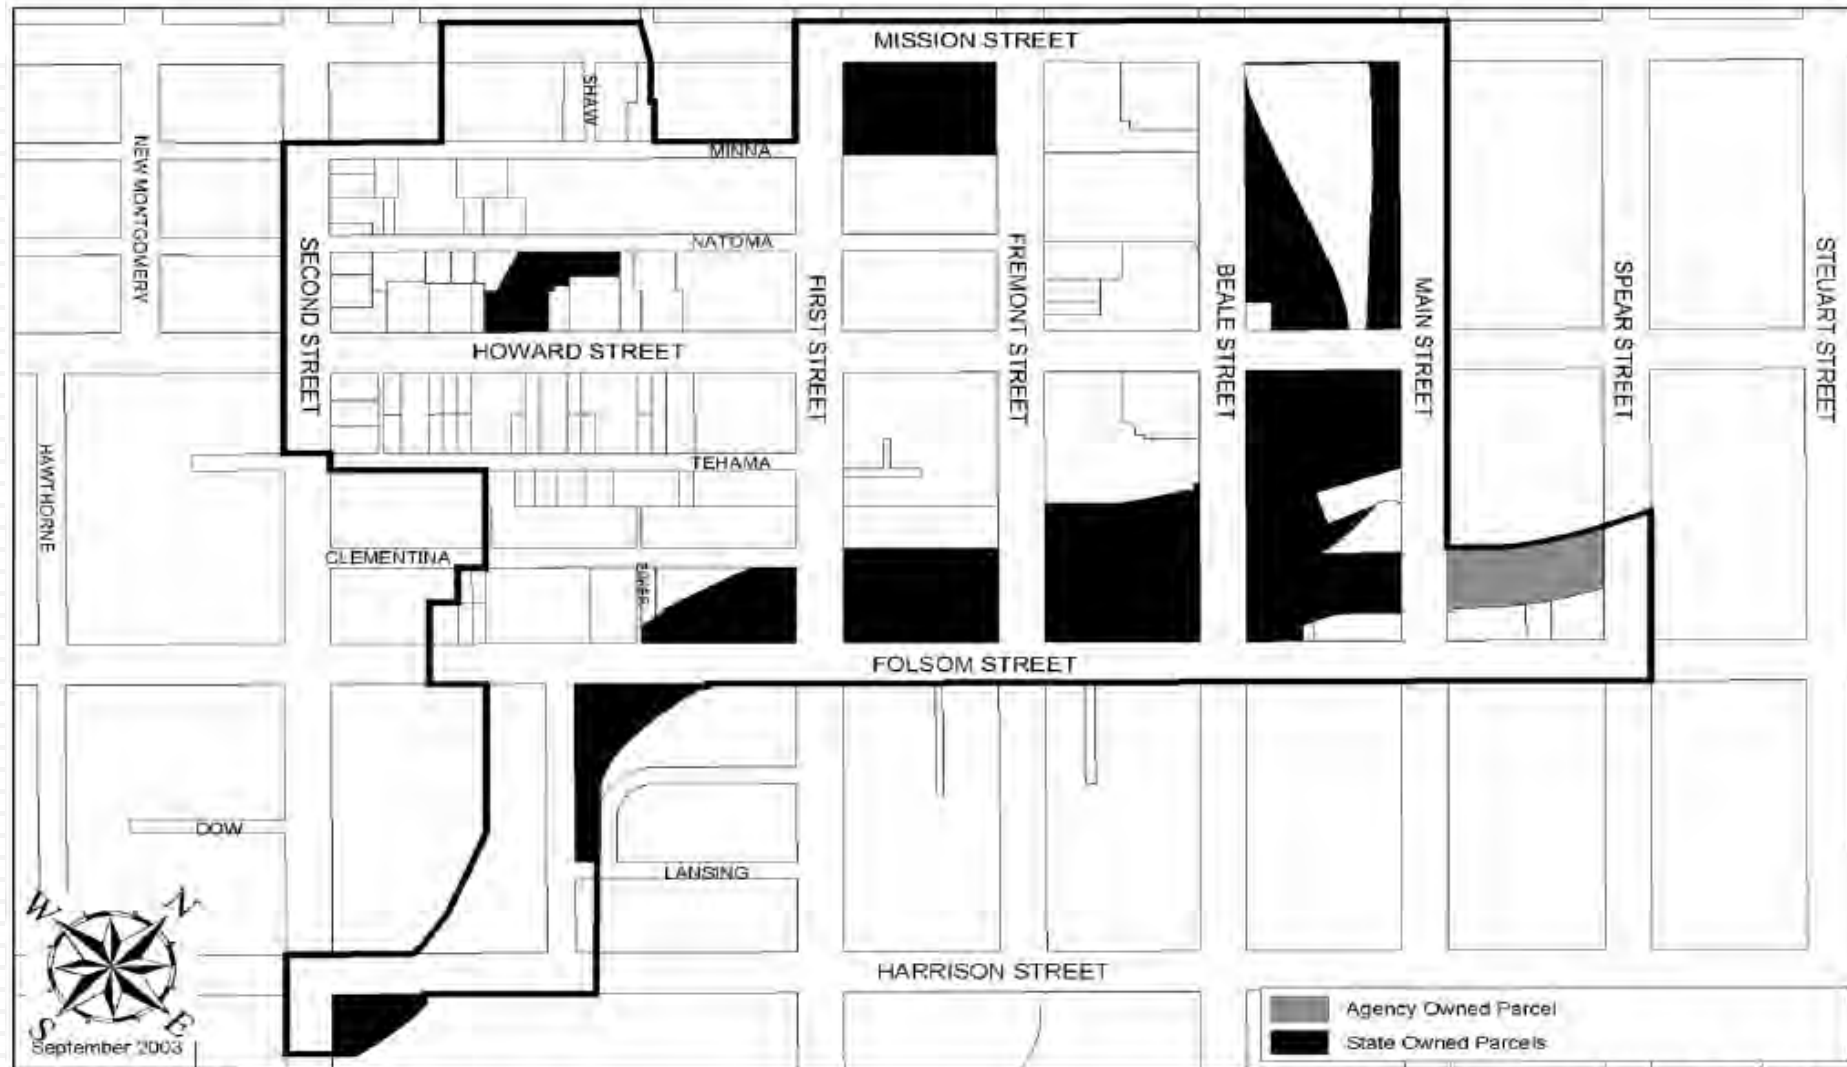 MISSION STREET
SHAW
MINNA
NEW MONTGOMERY
NATOMA
SECOND STREET
FIRST STREET
FREMONT STREET
BEALE STREET
MAIN STREET
SPEAR STREET
STEUART STREET
HOWARD STREET
HAWTHORNE
TEHAMA
CLEMENTINA
FOLSOM STREET
DOW
LANSING
HARRISON STREET
W
N
S
E
September 2003
Agency Owned Parcel
State Owned Parcels